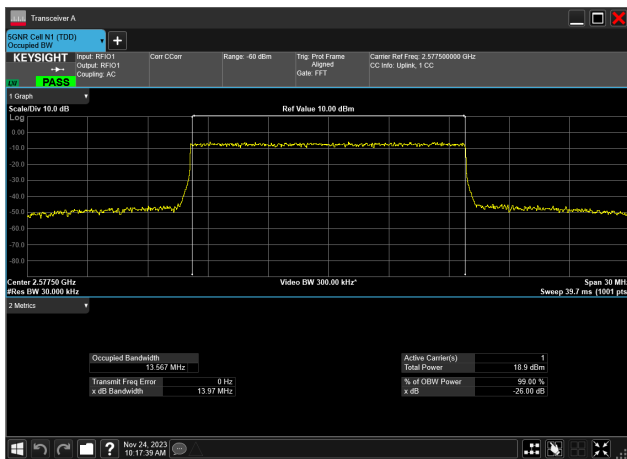 Transceiver A
5GNR Cell N1 (TDD)
Occupied BW
KEYSIGHT
LV
PASS
Input: RFIO1
Output: RFIO1
Coupling: AC
Corr CCorr
Range: -60 dBm
Trig: Prot Frame
Aligned
Gate: FFT
Carrier Ref Freq: 2.577500000 GHz
CC Info: Uplink, 1 CC
1 Graph
Scale/Div 10.0 dB
Ref Value 10.00 dBm
Log
0.00
-10.0
-20.0
-30.0
-40.0
-50.0
-60.0
-70.0
-80.0
Center 2.57750 GHz
Video BW 300.00 kHz*
Span 30 MHz
#Res BW 30.000 kHz
Sweep 39.7 ms (1001 pts
2 Metrics
Occupied Bandwidth
13.567 MHz
Transmit Freq Error 0 Hz
x dB Bandwidth 13.97 MHz
Active Carrier(s) 1
Total Power 18.9 dBm
% of OBW Power 99.00 %
x dB -26.00 dB
?
Nov 24, 2023
10:17:39 AM